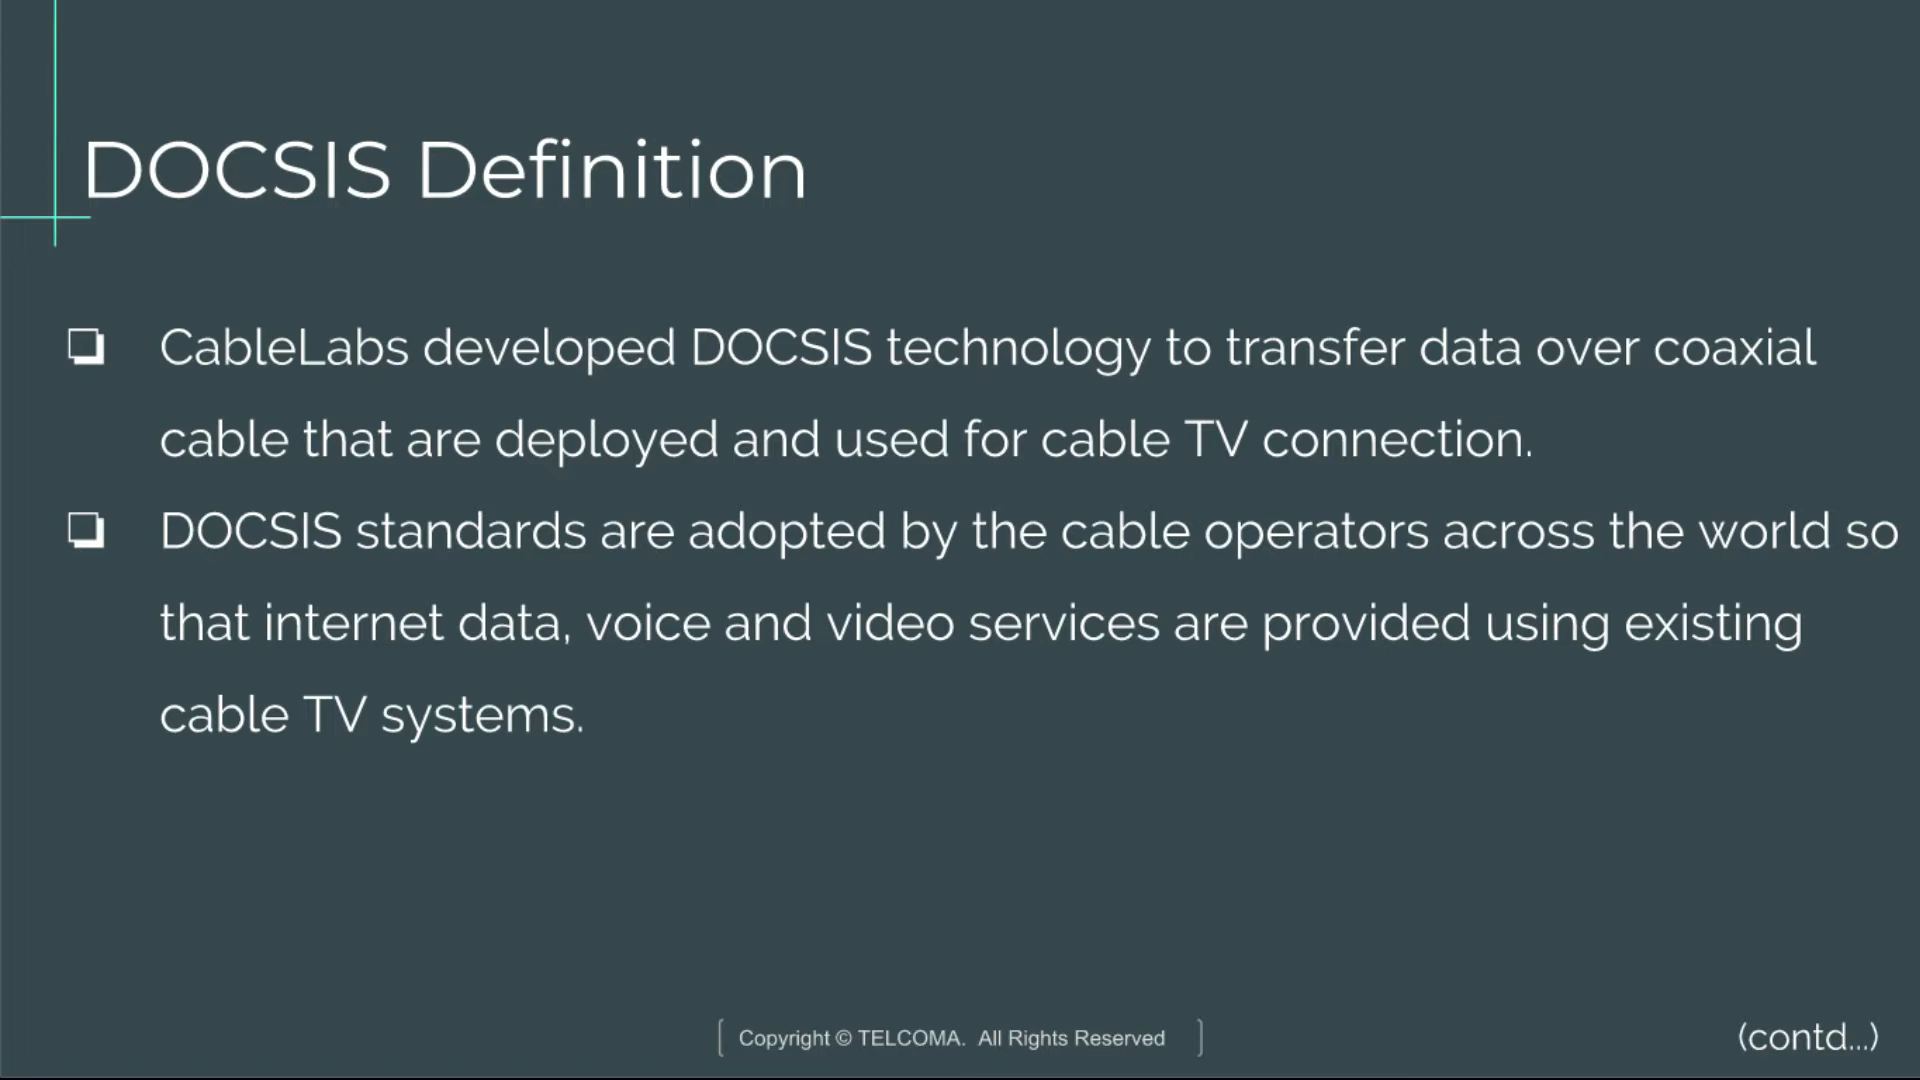 DOCSIS Definition
❏ CableLabs developed DOCSIS technology to transfer data over coaxial
cable that are deployed and used for cable TV connection.
❏ DOCSIS standards are adopted by the cable operators across the world so
that internet data, voice and video services are provided using existing
cable TV systems.
Copyright © TELCOMA. All Rights Reserved
(contd...)